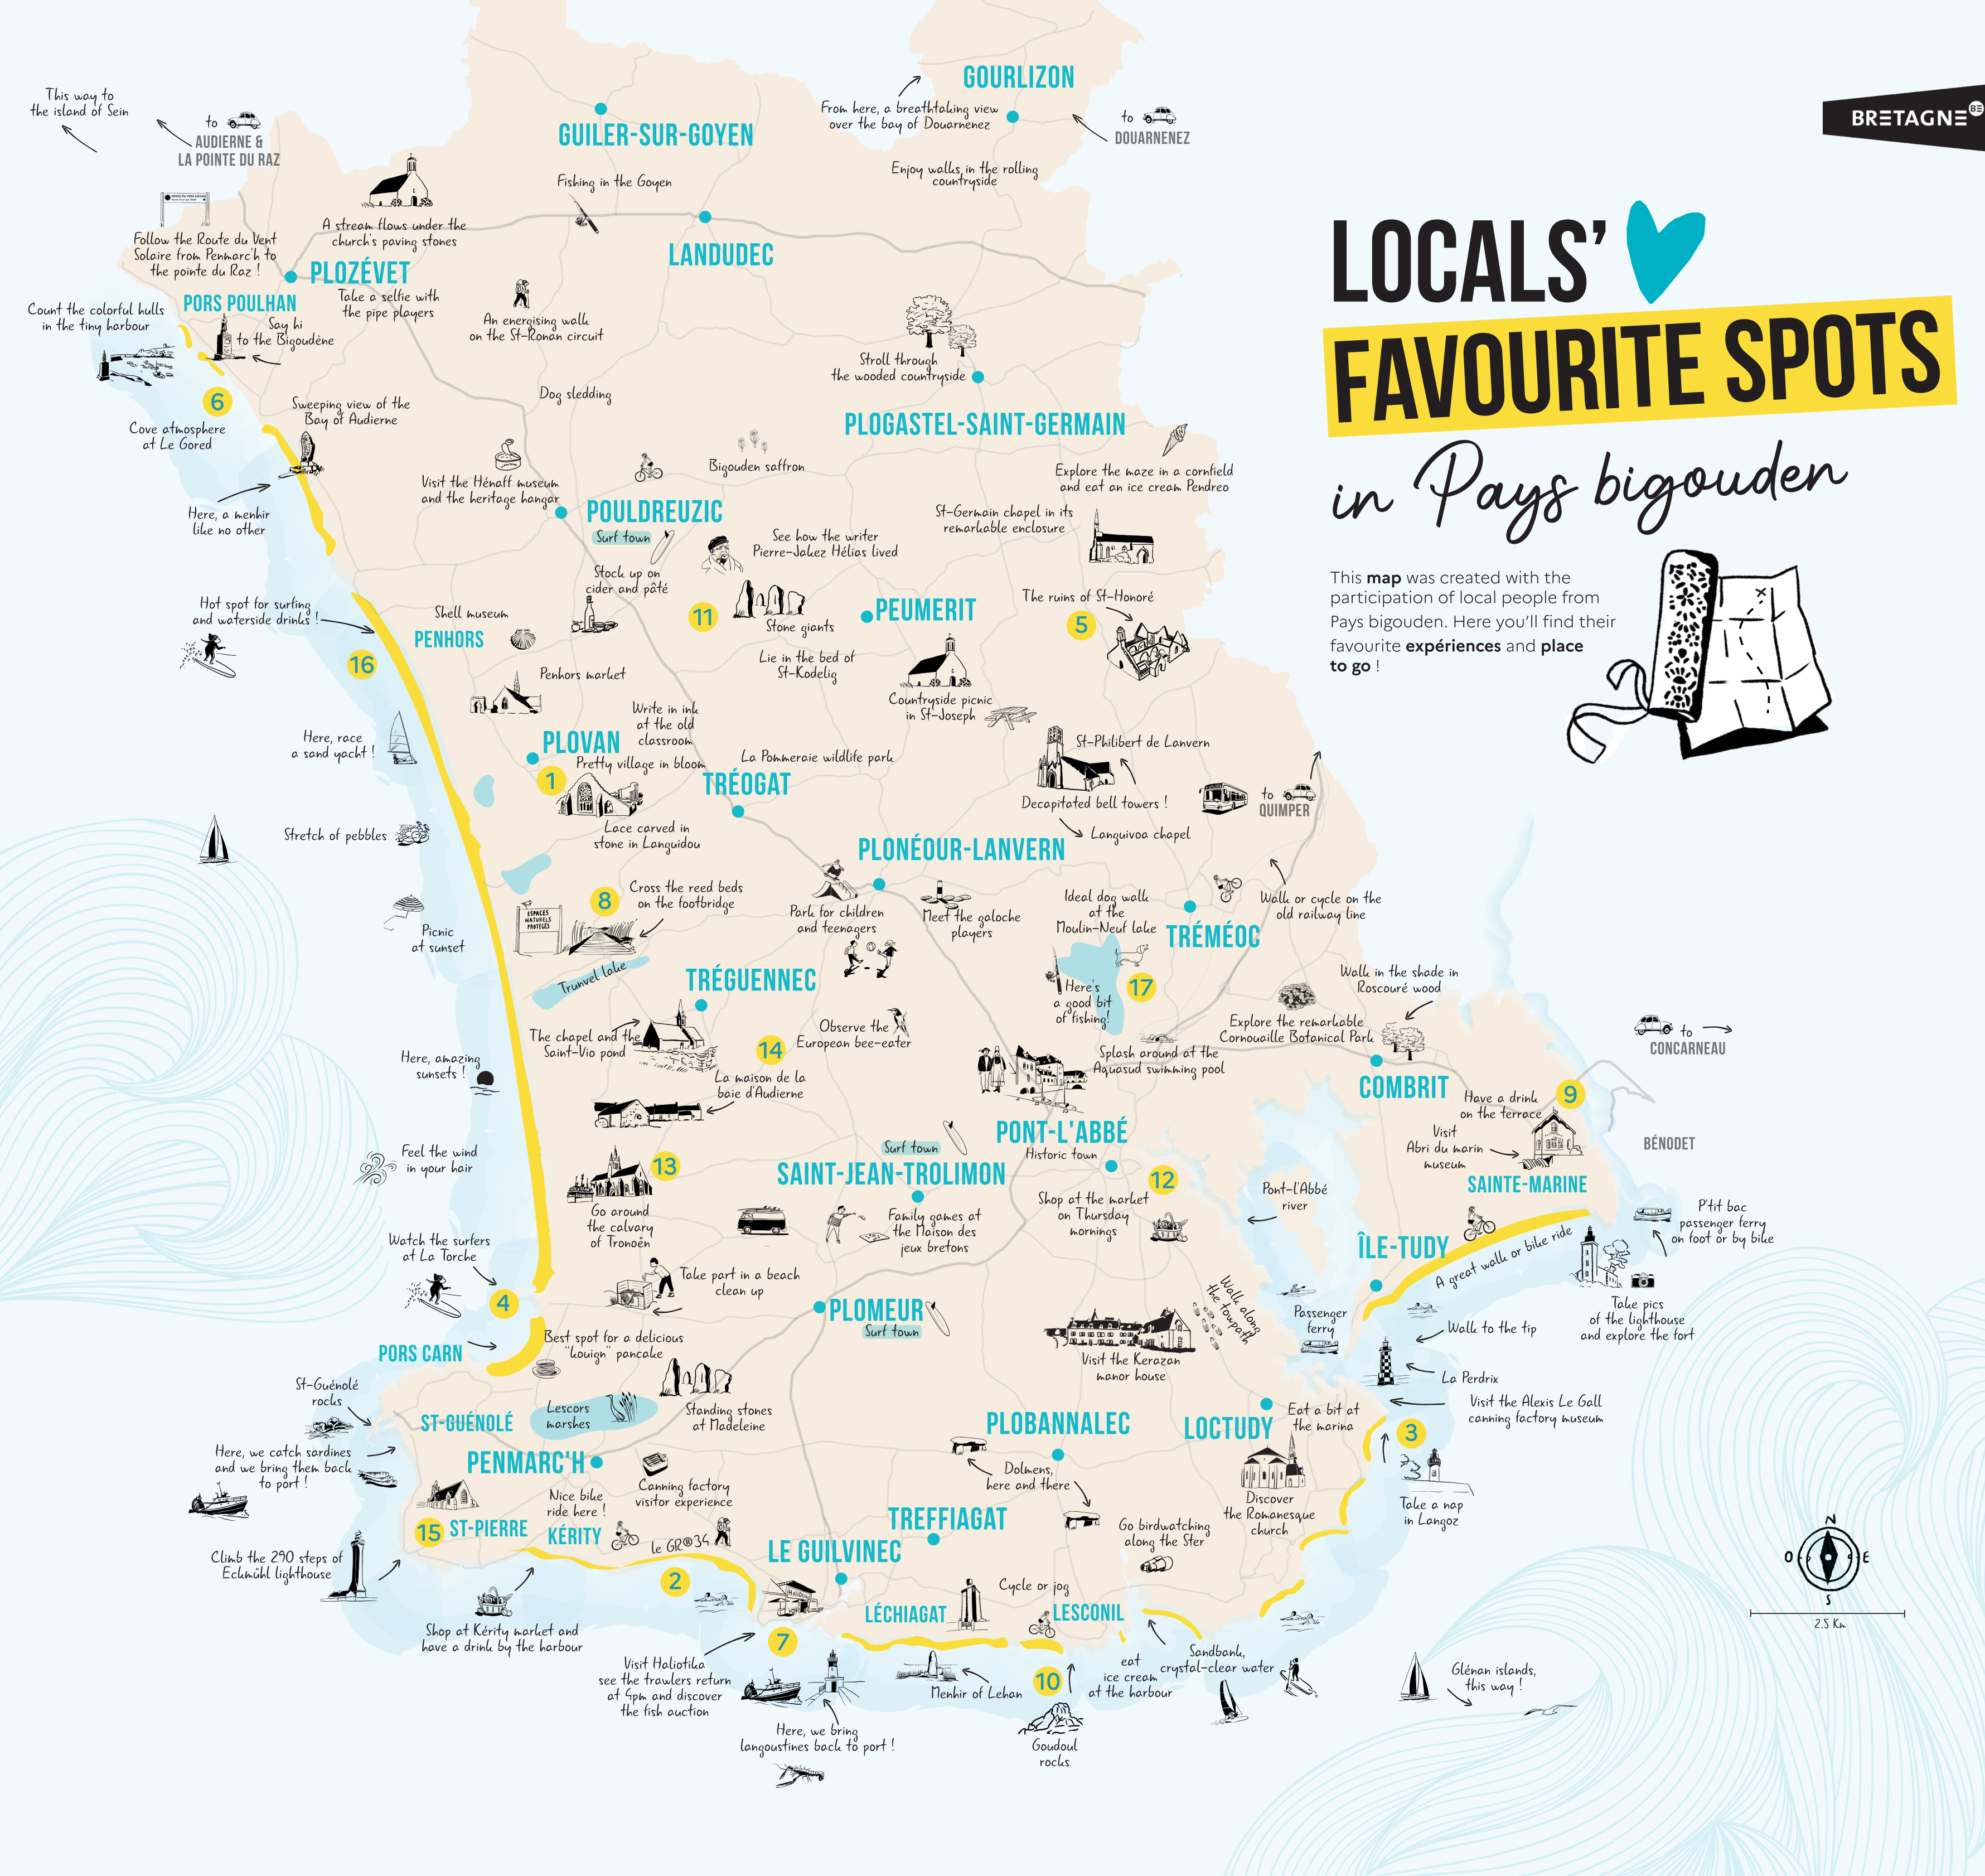 BRETAGNE
BE
LOCALS'
FAVOURITE SPOTS
in Pays bigouden
This map was created with the
participation of local people from
Pays bigouden. Here you'll find their
favourite expériences and place
to go !
This way to
the island of Sein
to
AUDIERNE &
LA POINTE DU RAZ
GUILER-SUR-GOYEN
GOURLIZON
From here, a breathtaking view
over the bay of Douarnenez
to
DOUARNENEZ
Enjoy walks in the rolling
countryside
Fishing in the Goyen
LANDUDEC
A stream flows under the
church's paving stones
Follow the Route du Vent
Solaire from Penmarc'h to
the pointe du Raz !
PLOZÉVET
PORS POULHAN
Take a selfie with
the pipe players
Count the colorful hulls
in the tiny harbour
Say hi
to the Bigoudène
An energising walk
on the St-Ronan circuit
Stroll through
the wooded countryside
6
Cove atmosphere
at Le Gored
Sweeping view of the
Bay of Audierne
Dog sledding
PLOGASTEL-SAINT-GERMAIN
Bigouden saffron
Explore the maze in a cornfield
and eat an ice cream Pendreo
Visit the Hénaff museum
and the heritage hangar
POULDREUZIC
Surf town
Here, a menhir
like no other
St-Germain chapel in its
remarkable enclosure
See how the writer
Pierre-Jakez Hélias lived
Stock up on
cider and pâté
Hot spot for surfing
and waterside drinks !
Shell museum
PENHORS
11
Stone giants
PEUMERIT
The ruins of St-Honoré
5
16
Lie in the bed of
St-Kodelig
Penhors market
Countryside picnic
in St-Joseph
Write in ink
at the old
classroom
Here, race
a sand yacht !
PLOVAN
1
Pretty village in bloom
La Pommeraie wildlife park
TRÉOGAT
St-Philibert de Lanvern
Decapitated bell towers !
Languivoa chapel
to
QUIMPER
Stretch of pebbles
Lace carved in
stone in Languidou
PLONÉOUR-LANVERN
8
Cross the reed beds
on the footbridge
ESPACES
NATURELS
PROTÉGÉS
Picnic
at sunset
Park for children
and teenagers
Meet the galoche
players
Ideal dog walk
at the
Moulin-Neuf lake
Walk or cycle on the
old railway line
TRÉMÉOC
Trunvel lake
TRÉGUENNEC
17
Here's
a good bit
of fishing!
Walk in the shade in
Roscouré wood
Explore the remarkable
Cornouaille Botanical Park
The chapel and the
Saint-Vio pond
14
Observe the
European bee-eater
Splash around at the
Aquasud swimming pool
to
CONCARNEAU
Here, amazing
sunsets !
La maison de la
baie d'Audierne
COMBRIT
9
Have a drink
on the terrace
Visit
Abri du marin
museum
BÉNODET
SAINTE-MARINE
PONT-L'ABBÉ
Historic town
Surf town
SAINT-JEAN-TROLIMON
Feel the wind
in your hair
13
Go around
the calvary
of Tronoën
12
Shop at the market
on Thursday
mornings
Pont-l'Abbé
river
Family games at
the Maison des
jeux bretons
P'tit bac
passenger ferry
on foot or by bike
ÎLE-TUDY
A great walk or bike ride
Watch the surfers
at La Torche
4
Take part in a beach
clean up
PLOMEUR
Surf town
Walk along
the towpath
Passenger
ferry
Take pics
of the lighthouse
and explore the fort
Walk to the tip
PORS CARN
Best spot for a delicious
"kouign" pancake
Visit the Kerazan
manor house
La Perdrix
St-Guénolé
rocks
ST-GUÉNOLÉ
Lescors
marshes
Standing stones
at Madeleine
PLOBANNALEC
LOCTUDY
Eat a bit at
the marina
Visit the Alexis Le Gall
canning factory museum
3
Here, we catch sardines
and we bring them back
to port !
PENMARC'H
Canning factory
visitor experience
Nice bike
ride here !
Dolmens,
here and there
Discover
the Romanesque
church
Take a nap
in Langoz
15
ST-PIERRE
KÉRITY
le GR®34
TREFFIAGAT
Go birdwatching
along the Ster
Climb the 290 steps of
Eckmühl lighthouse
2
LE GUILVINEC
LÉCHIAGAT
Cycle or jog
LESCONIL
Shop at Kérity market and
have a drink by the harbour
7
Visit Haliotika
see the trawlers return
at 4pm and discover
the fish auction
Menhir of Lehan
10
eat
ice cream
at the harbour
Sandbank,
crystal-clear water
Here, we bring
langoustines back to port !
Goudoul
rocks
Glénan islands,
this way !
N
O
E
S
2.5 Km